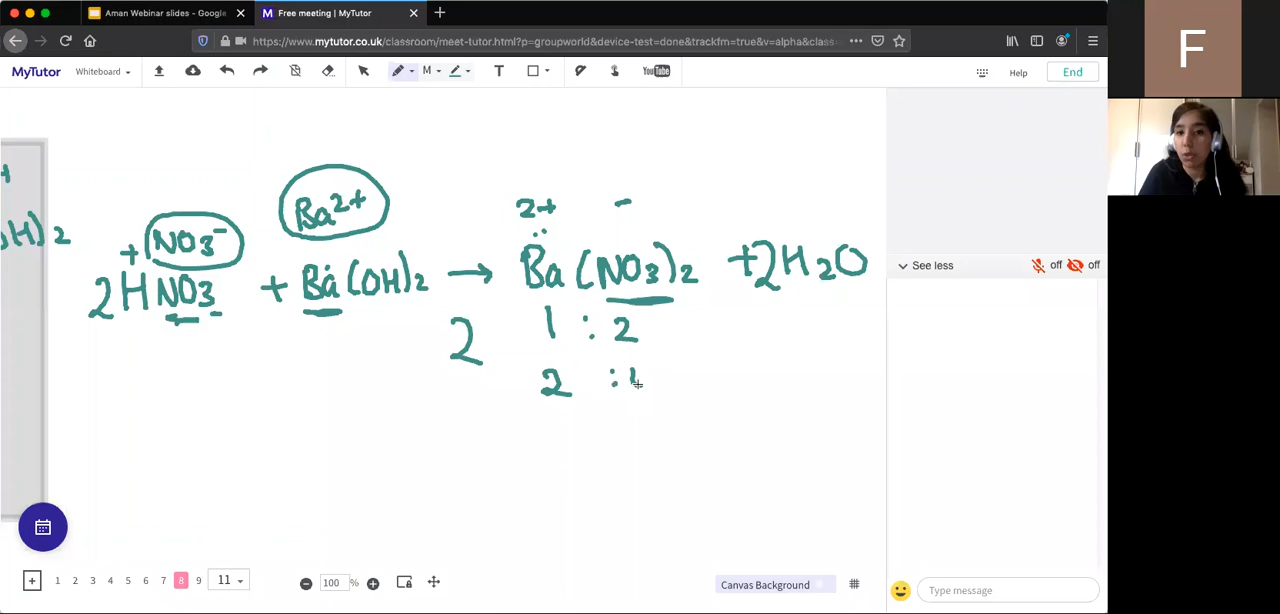 Aman Webinar slides - Google
Free meeting | MyTutor
https://www.mytutor.co.uk/classroom/meet-tutor.html?p=groupworld&device-test=done&trackfm=true&v=alpha&class
MyTutor Whiteboard M T YouTube Help End
F
+
H)2
Ba2+
2+ -
+ NO3-
2HNO3 + Ba(OH)2 → Ba(NO3)2 + 2H2O
2 1 : 2
2 :
See less off off
+ 1 2 3 4 5 6 7 8 9 11 100 % Canvas Background Type message